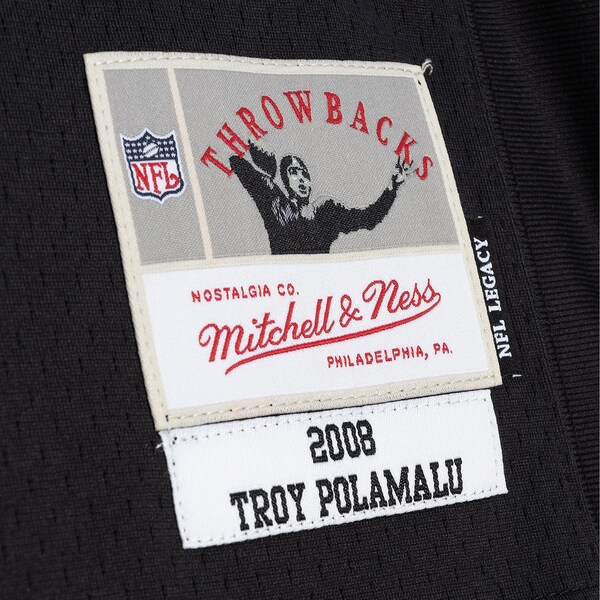 THROWBACKS
NFL
NOSTALGIA CO.
Mitchell & Ness
PHILADELPHIA, PA.
NFL LEGACY
2008
TROY POLAMALU